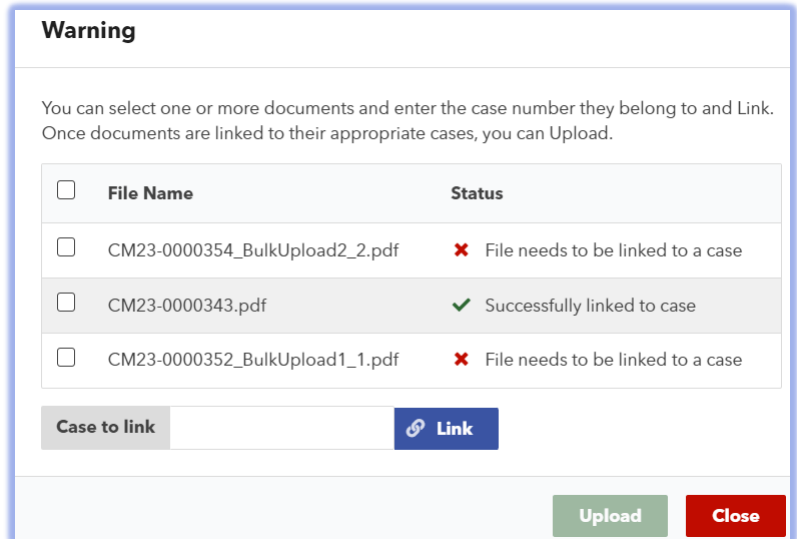 Warning
You can select one or more documents and enter the case number they belong to and Link.
Once documents are linked to their appropriate cases, you can Upload.
File Name Status
CM23-0000354_BulkUpload2_2.pdf File needs to be linked to a case
CM23-0000343.pdf Successfully linked to case
CM23-0000352_BulkUpload1_1.pdf File needs to be linked to a case
Case to link Link
Upload Close